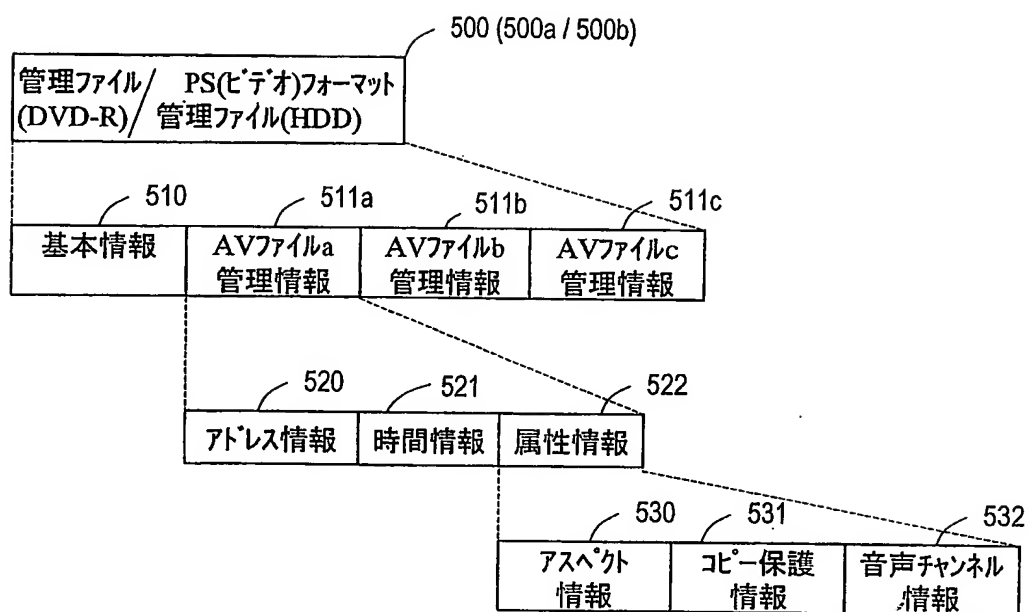 500 (500a / 500b)
管理ファイル/ PS(ビデオ)フォーマット
(DVD-R)/ 管理ファイル(HDD)
510
511a
511b
511c
基本情報
AVファイルa
管理情報
AVファイルb
管理情報
AVファイルc
管理情報
520
521
522
アドレス情報
時間情報
属性情報
530
531
532
アスペクト
情報
コピー保護
情報
音声チャンネル
情報